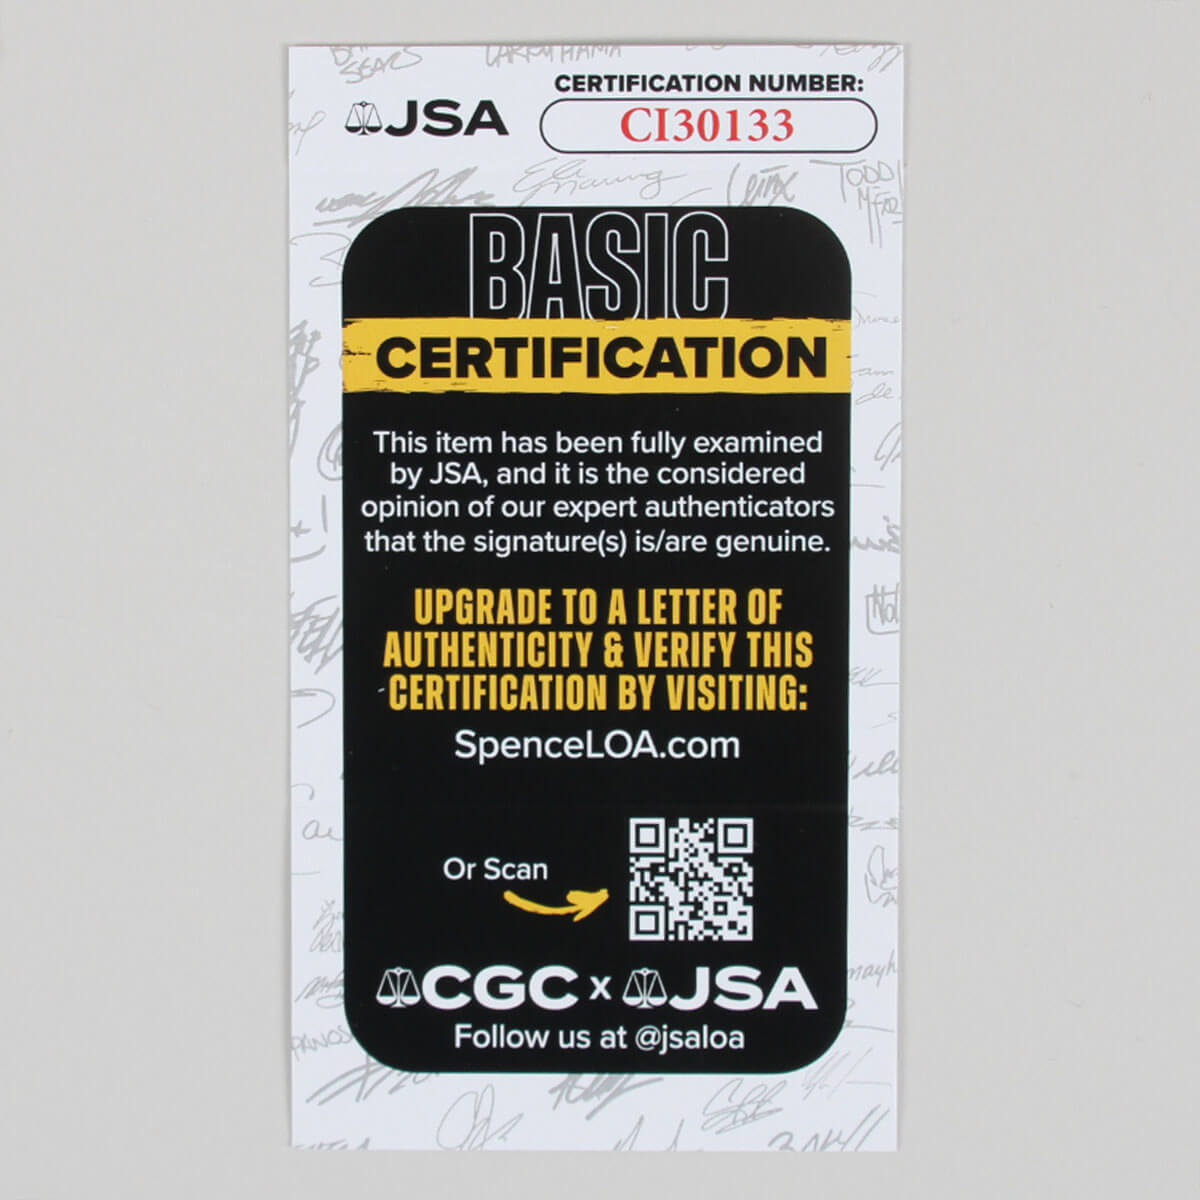 CERTIFICATION NUMBER:
JSA
CI30133
BASIC
CERTIFICATION
This item has been fully examined
by JSA, and it is the considered
opinion of our expert authenticators
that the signature(s) is/are genuine.
UPGRADE TO A LETTER OF
AUTHENTICITY & VERIFY THIS
CERTIFICATION BY VISITING:
SpenceLOA.com
Or Scan
CGC x JSA
Follow us at @jsaloa